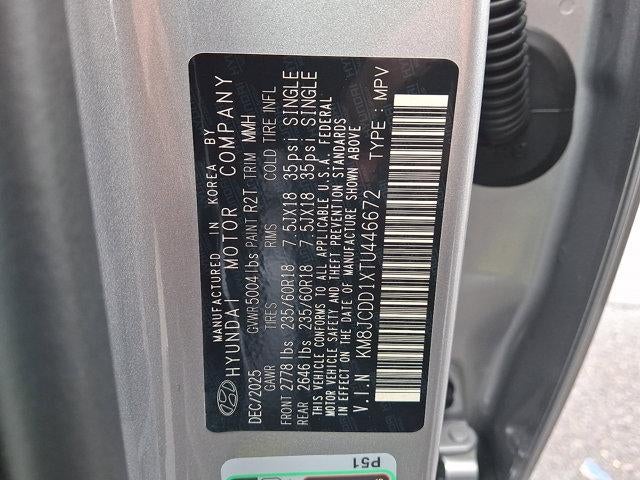 MANUFACTURED IN KOREA BY
HYUNDAI MOTOR COMPANY
DEC/2025 GVWR 5004 lbs PAINT R2T TRIM MMH
GAWR TIRES RIMS COLD TIRE INFL
FRONT 2778 lbs 235/60R18 7.5JX18 35psi SINGLE
REAR 2646 lbs 235/60R18 7.5JX18 35psi SINGLE
THIS VEHICLE CONFORMS TO ALL APPLICABLE U.S.A. FEDERAL
MOTOR VEHICLE SAFETY AND THEFT PREVENTION STANDARDS
IN EFFECT ON THE DATE OF MANUFACTURE SHOWN ABOVE
V.I.N KM8JCDD1XTU446672 TYPE : MPV
P51